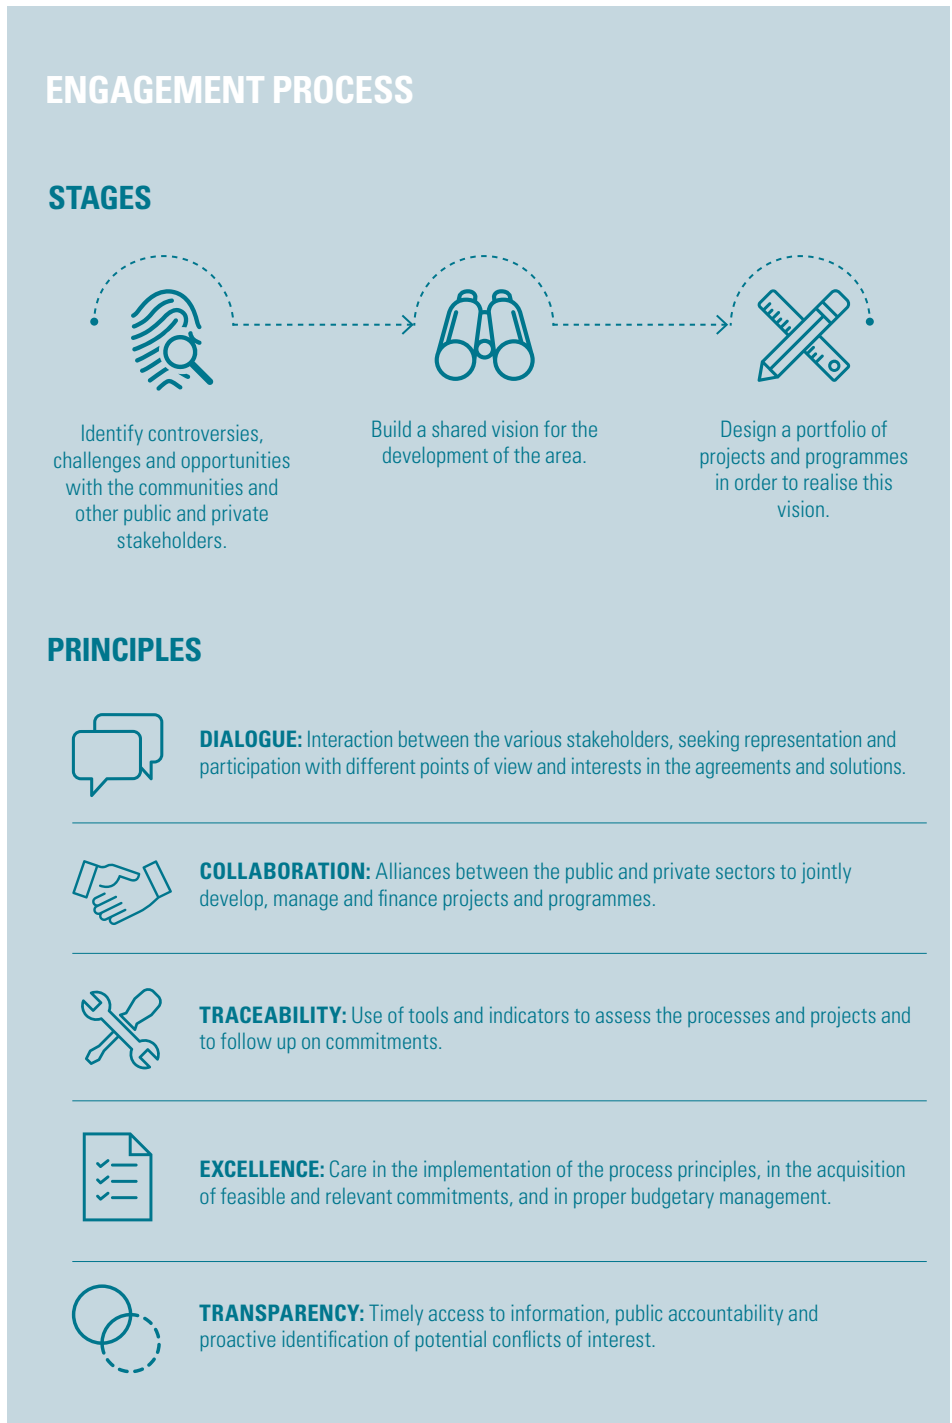 ENGAGEMENT PROCESS
STAGES
Identify controversies,
challenges and opportunities
with the communities and
other public and private
stakeholders.
Build a shared vision for the
development of the area.
Design a portfolio of
projects and programmes
in order to realise this
vision.
PRINCIPLES
DIALOGUE: Interaction between the various stakeholders, seeking representation and
participation with different points of view and interests in the agreements and solutions.
COLLABORATION: Alliances between the public and private sectors to jointly
develop, manage and finance projects and programmes.
TRACEABILITY: Use of tools and indicators to assess the processes and projects and
to follow up on commitments.
EXCELLENCE: Care in the implementation of the process principles, in the acquisition
of feasible and relevant commitments, and in proper budgetary management.
TRANSPARENCY: Timely access to information, public accountability and
proactive identification of potential conflicts of interest.